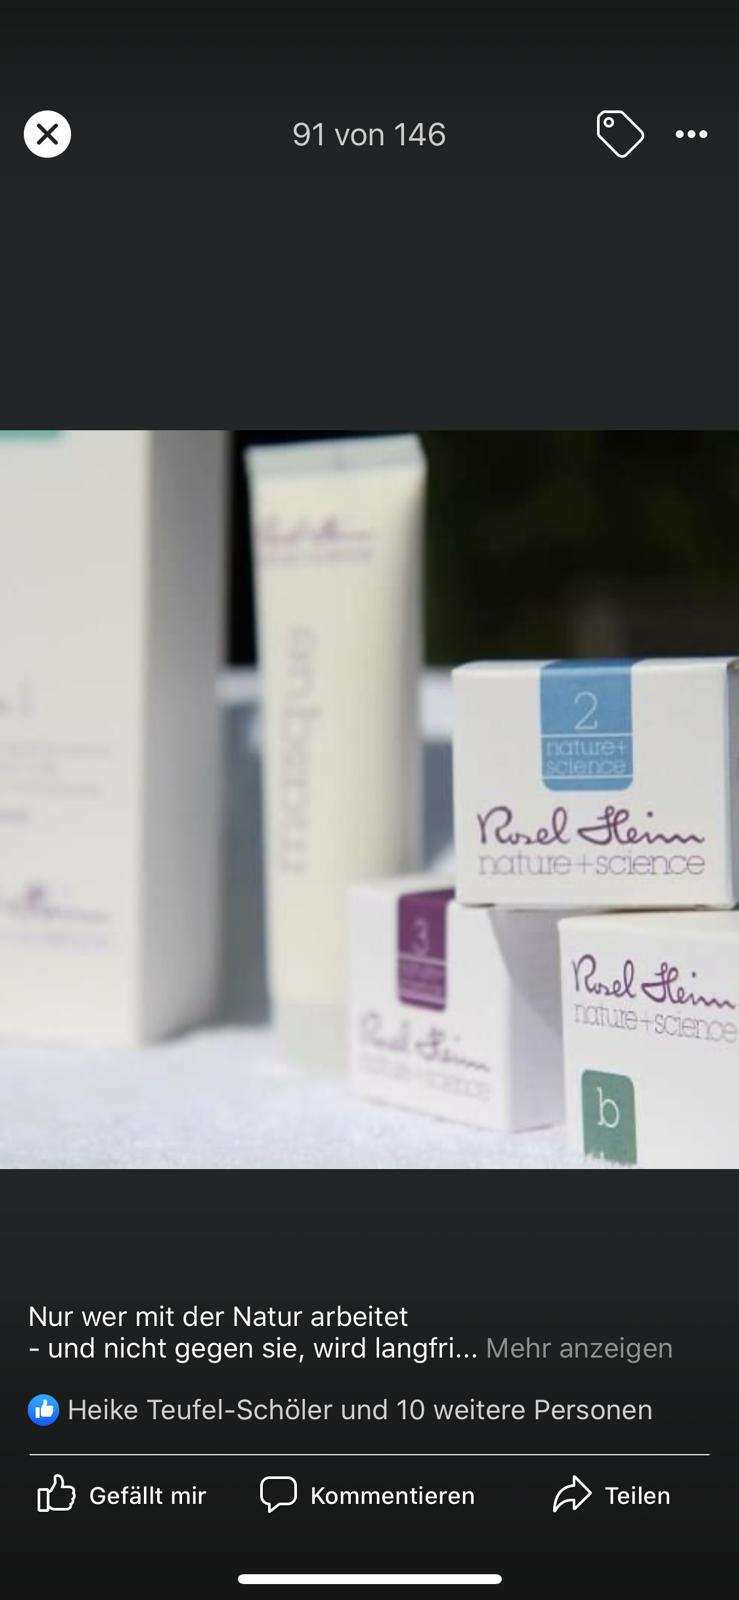 91 von 146
masque
2
nature+
science
Rosel Heim
nature+science
3
Rosel Heim
nature+science
Rosel Heim
nature+science
b
Nur wer mit der Natur arbeitet
- und nicht gegen sie, wird langfri... Mehr anzeigen
Heike Teufel-Schöler und 10 weitere Personen
Gefällt mir
Kommentieren
Teilen